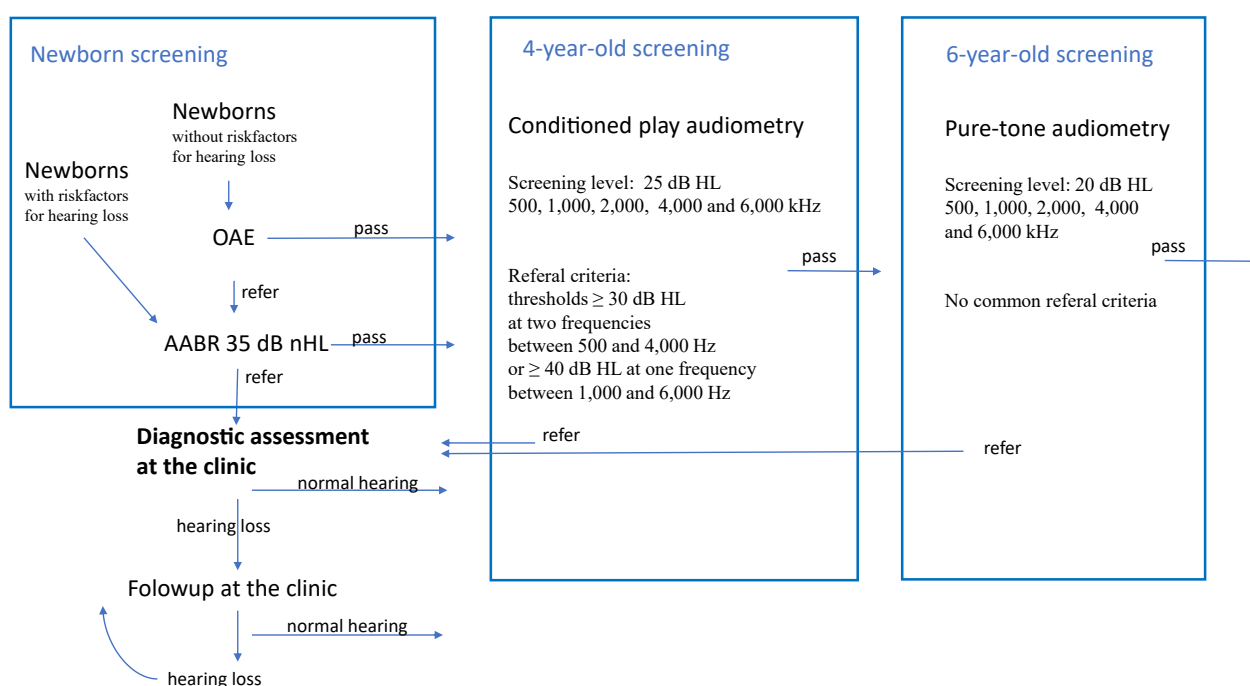 Newborn screening
Newborns
without riskfactors
for hearing loss
Newborns
with riskfactors
for hearing loss
OAE
pass
refer
AABR 35 dB nHL
pass
refer
Diagnostic assessment
at the clinic
normal hearing
hearing loss
Folowup at the clinic
normal hearing
hearing loss
4-year-old screening
Conditioned play audiometry
Screening level: 25 dB HL
500, 1,000, 2,000, 4,000 and 6,000 kHz
pass
Referal criteria:
thresholds ≥ 30 dB HL
at two frequencies
between 500 and 4,000 Hz
or ≥ 40 dB HL at one frequency
between 1,000 and 6,000 Hz
refer
6-year-old screening
Pure-tone audiometry
Screening level: 20 dB HL
500, 1,000, 2,000, 4,000
and 6,000 kHz
pass
No common referal criteria
refer